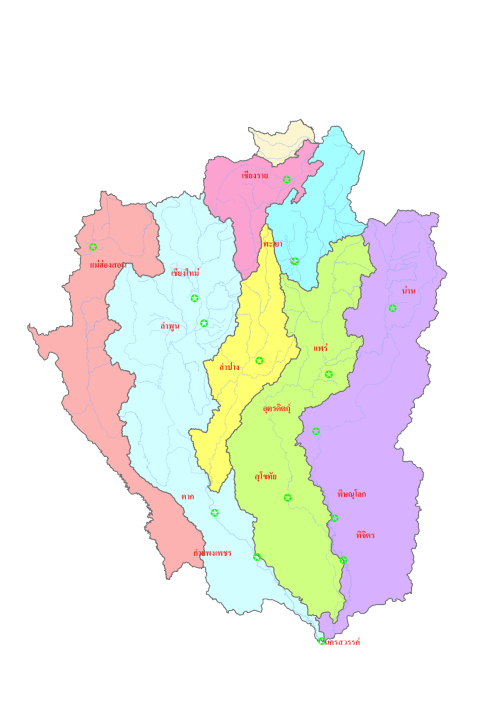 เชียงราย
พะเยา
แม่ฮ่องสอน
เชียงใหม่
น่าน
ลำพูน
แพร่
ลำปาง
อุตรดิตถ์
สุโขทัย
พิษณุโลก
ตาก
พิจิตร
กำแพงเพชร
นครสวรรค์